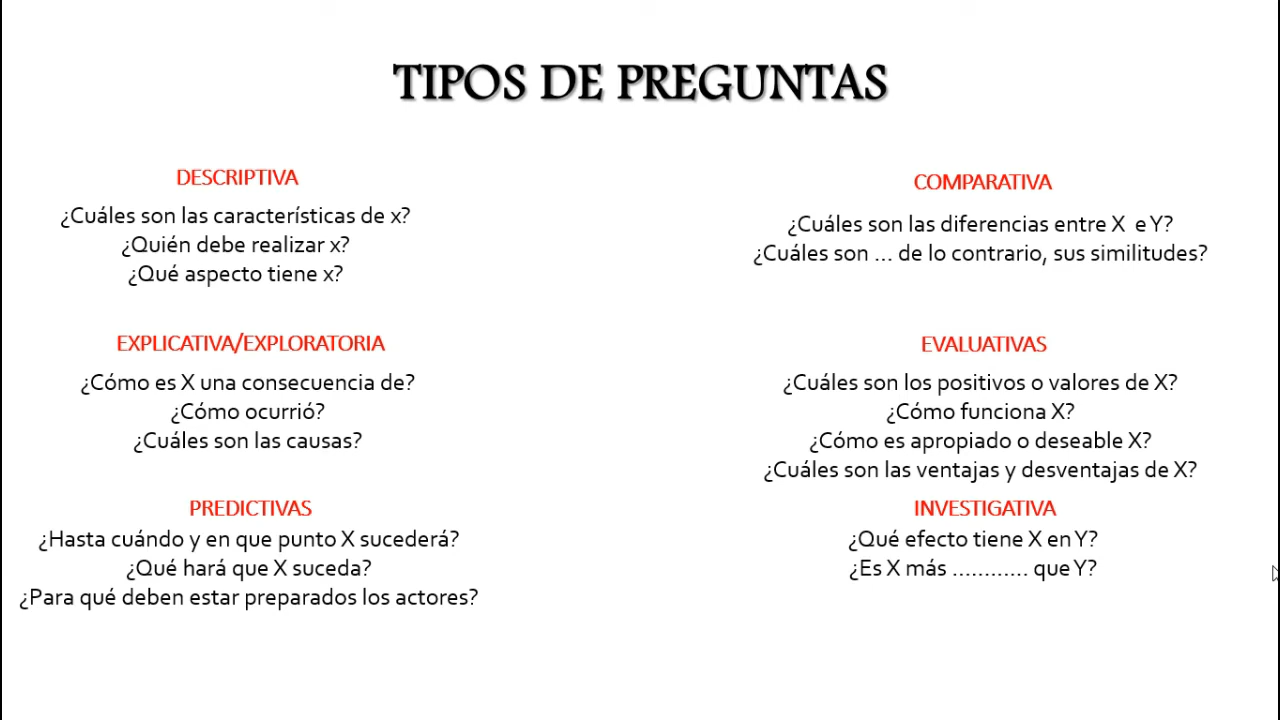 TIPOS DE PREGUNTAS
DESCRIPTIVA
¿Cuáles son las características de x?
¿Quién debe realizar x?
¿Qué aspecto tiene x?
COMPARATIVA
¿Cuáles son las diferencias entre X e Y?
¿Cuáles son ... de lo contrario, sus similitudes?
EXPLICATIVA/EXPLORATORIA
¿Cómo es X una consecuencia de?
¿Cómo ocurrió?
¿Cuáles son las causas?
EVALUATIVAS
¿Cuáles son los positivos o valores de X?
¿Cómo funciona X?
¿Cómo es apropiado o deseable X?
¿Cuáles son las ventajas y desventajas de X?
PREDICTIVAS
¿Hasta cuándo y en que punto X sucederá?
¿Qué hará que X suceda?
¿Para qué deben estar preparados los actores?
INVESTIGATIVA
¿Qué efecto tiene X en Y?
¿Es X más ............ que Y?